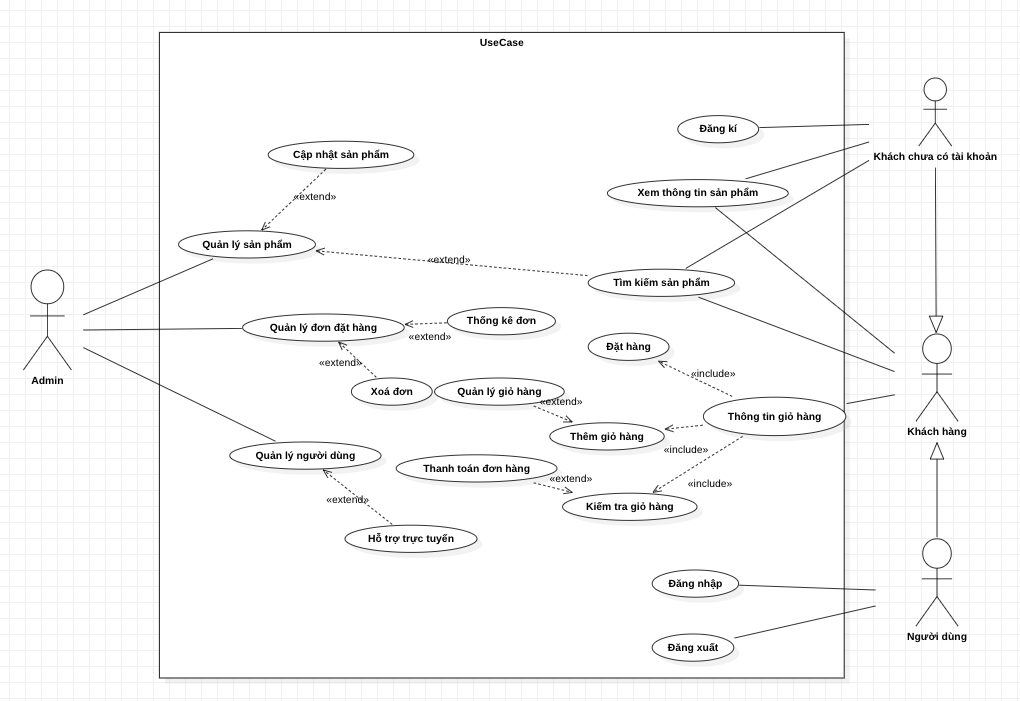 UseCase
Đăng kí
Khách chưa có tài khoản
Cập nhật sản phẩm
«extend»
Xem thông tin sản phẩm
Quản lý sản phẩm
«extend»
Tìm kiếm sản phẩm
Quản lý đơn đặt hàng
Thống kê đơn
«extend»
Đặt hàng
«extend»
«include»
Admin
Xoá đơn
Quản lý giỏ hàng
«extend»
Thông tin giỏ hàng
Khách hàng
Thêm giỏ hàng
«include»
Quản lý người dùng
Thanh toán đơn hàng
«extend»
«include»
«extend»
Kiểm tra giỏ hàng
Hỗ trợ trực tuyến
Đăng nhập
Người dùng
Đăng xuất